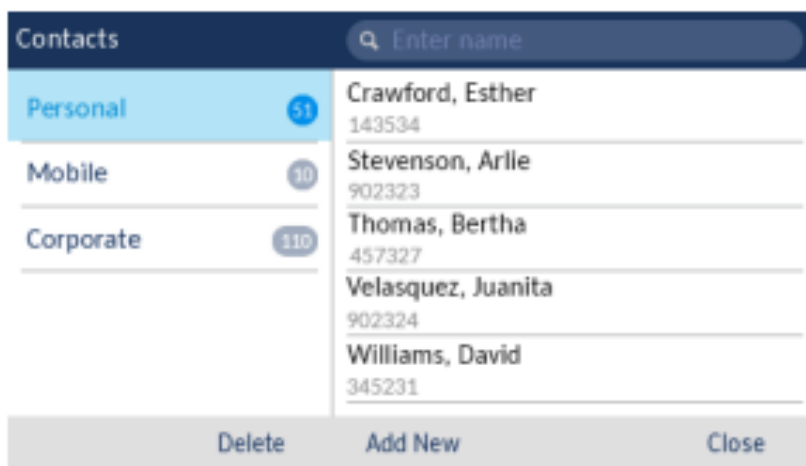 Contacts
Enter name
Personal 51
Mobile 10
Corporate 110
Crawford, Esther
143534
Stevenson, Arlie
902323
Thomas, Bertha
457327
Velasquez, Juanita
902324
Williams, David
345231
Delete Add New Close